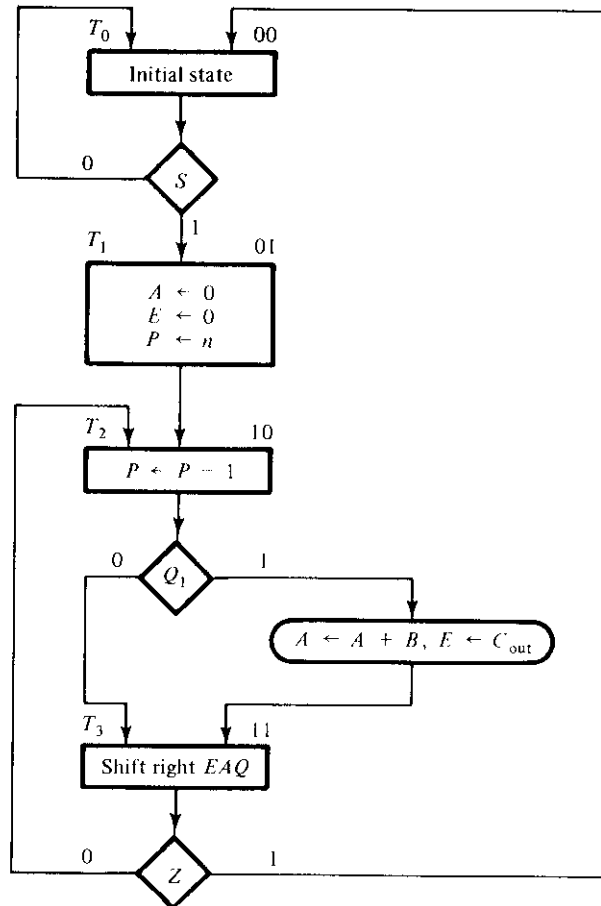 T₀
00
Initial state
0
S
1
T₁
01
A ← 0
E ← 0
P ← n
T₂
10
P ← P − 1
0
Q₁
1
A ← A + B, E ← C_out
T₃
11
Shift right EAQ
0
Z
1